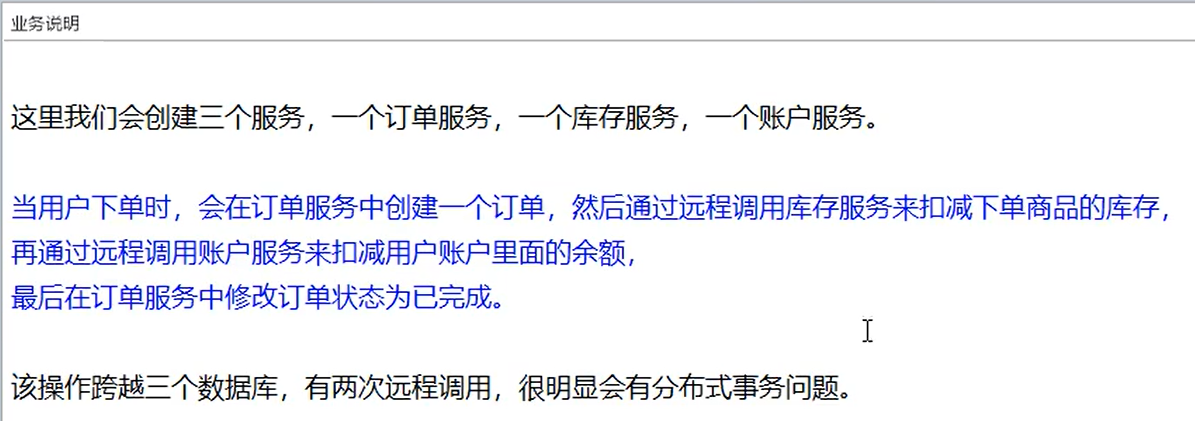 业务说明
这里我们会创建三个服务，一个订单服务，一个库存服务，一个账户服务。
当用户下单时，会在订单服务中创建一个订单，然后通过远程调用库存服务来扣减下单商品的库存，
再通过远程调用账户服务来扣减用户账户里面的余额，
最后在订单服务中修改订单状态为已完成。
该操作跨越三个数据库，有两次远程调用，很明显会有分布式事务问题。